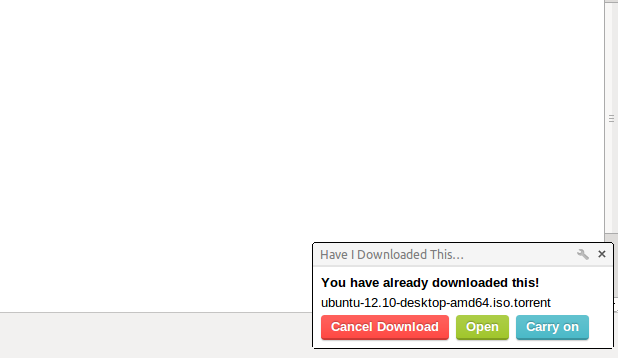 Have I Downloaded This...
You have already downloaded this!
ubuntu-12.10-desktop-amd64.iso.torrent
Cancel Download Open Carry on